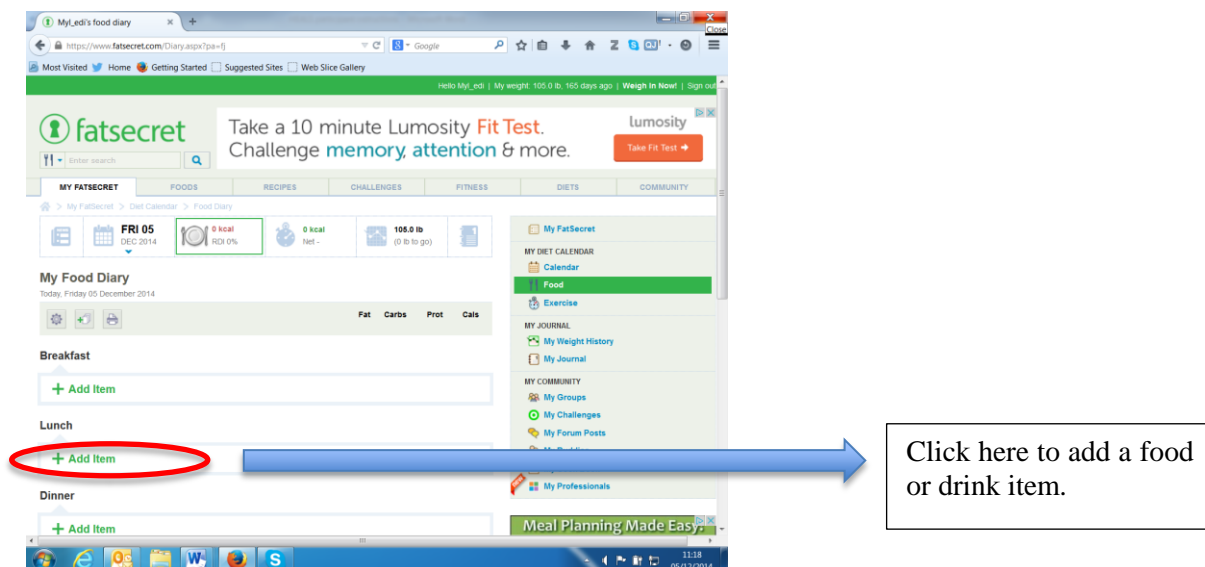 Myl_edi's food diary
Close
https://www.fatsecret.com/Diary.aspx?pa=fj
Google
Most Visited Home Getting Started Suggested Sites Web Slice Gallery
Hello Myl_edi | My weight 105.0 lb, 165 days ago | Weigh In Now! | Sign out
fatsecret
Enter search
Take a 10 minute Lumosity Fit Test.
Challenge memory, attention & more.
lumosity
Take Fit Test
MY FATSECRET FOODS RECIPES CHALLENGES FITNESS DIETS COMMUNITY
> My FatSecret > Diet Calendar > Food Diary
FRI 05
DEC 2014
0 kcal
RDI 0%
0 kcal
Net -
105.0 lb
(0 lb to go)
My Food Diary
Today, Friday 05 December 2014
Fat Carbs Prot Cals
Breakfast
+ Add Item
Lunch
+ Add Item
Dinner
+ Add Item
My FatSecret
MY DIET CALENDAR
Calendar
Food
Exercise
MY JOURNAL
My Weight History
My Journal
MY COMMUNITY
My Groups
My Challenges
My Forum Posts
My Professionals
Meal Planning Made Easy
11:18
05/12/2014
Click here to add a food
or drink item.